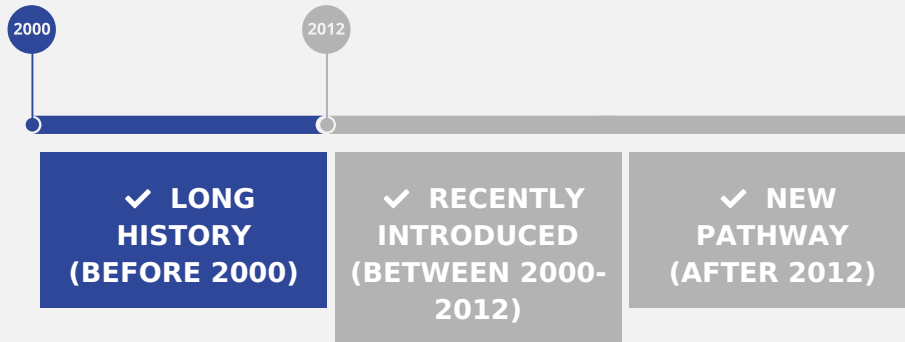 2000
2012
✓ LONG
HISTORY
(BEFORE 2000)
✓ RECENTLY
INTRODUCED
(BETWEEN 2000-
2012)
✓ NEW
PATHWAY
(AFTER 2012)